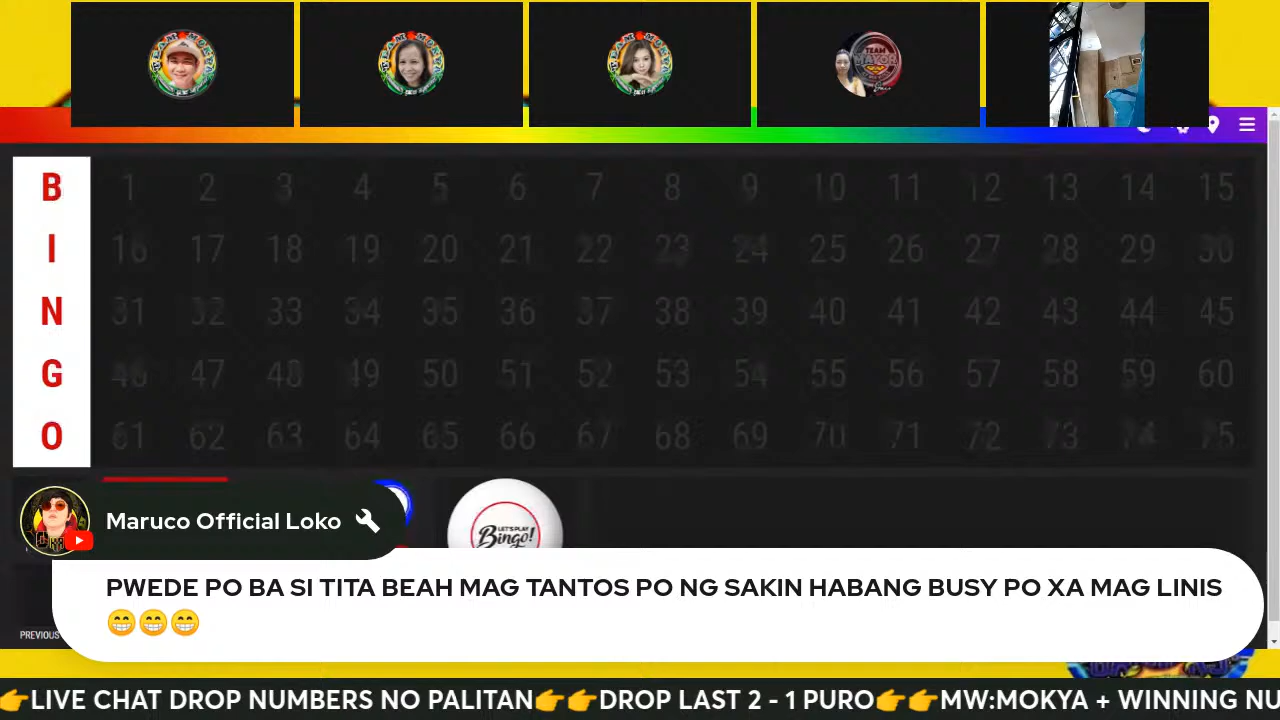 TEAM
MAYOR
B 1 2 3 4 5 6 7 8 9 10 11 12 13 14 15
I 16 17 18 19 20 21 22 23 24 25 26 27 28 29 30
N 31 32 33 34 35 36 37 38 39 40 41 42 43 44 45
G 46 47 48 49 50 51 52 53 54 55 56 57 58 59 60
O 61 62 63 64 65 66 67 68 69 70 71 72 73 74 75
LET'S PLAY
Bingo!
Maruco Official Loko
PWEDE PO BA SI TITA BEAH MAG TANTOS PO NG SAKIN HABANG BUSY PO XA MAG LINIS
😁😁😁
PREVIOUS
👉LIVE CHAT DROP NUMBERS NO PALITAN👉👉DROP LAST 2 - 1 PURO👉👉MW:MOKYA + WINNING NU